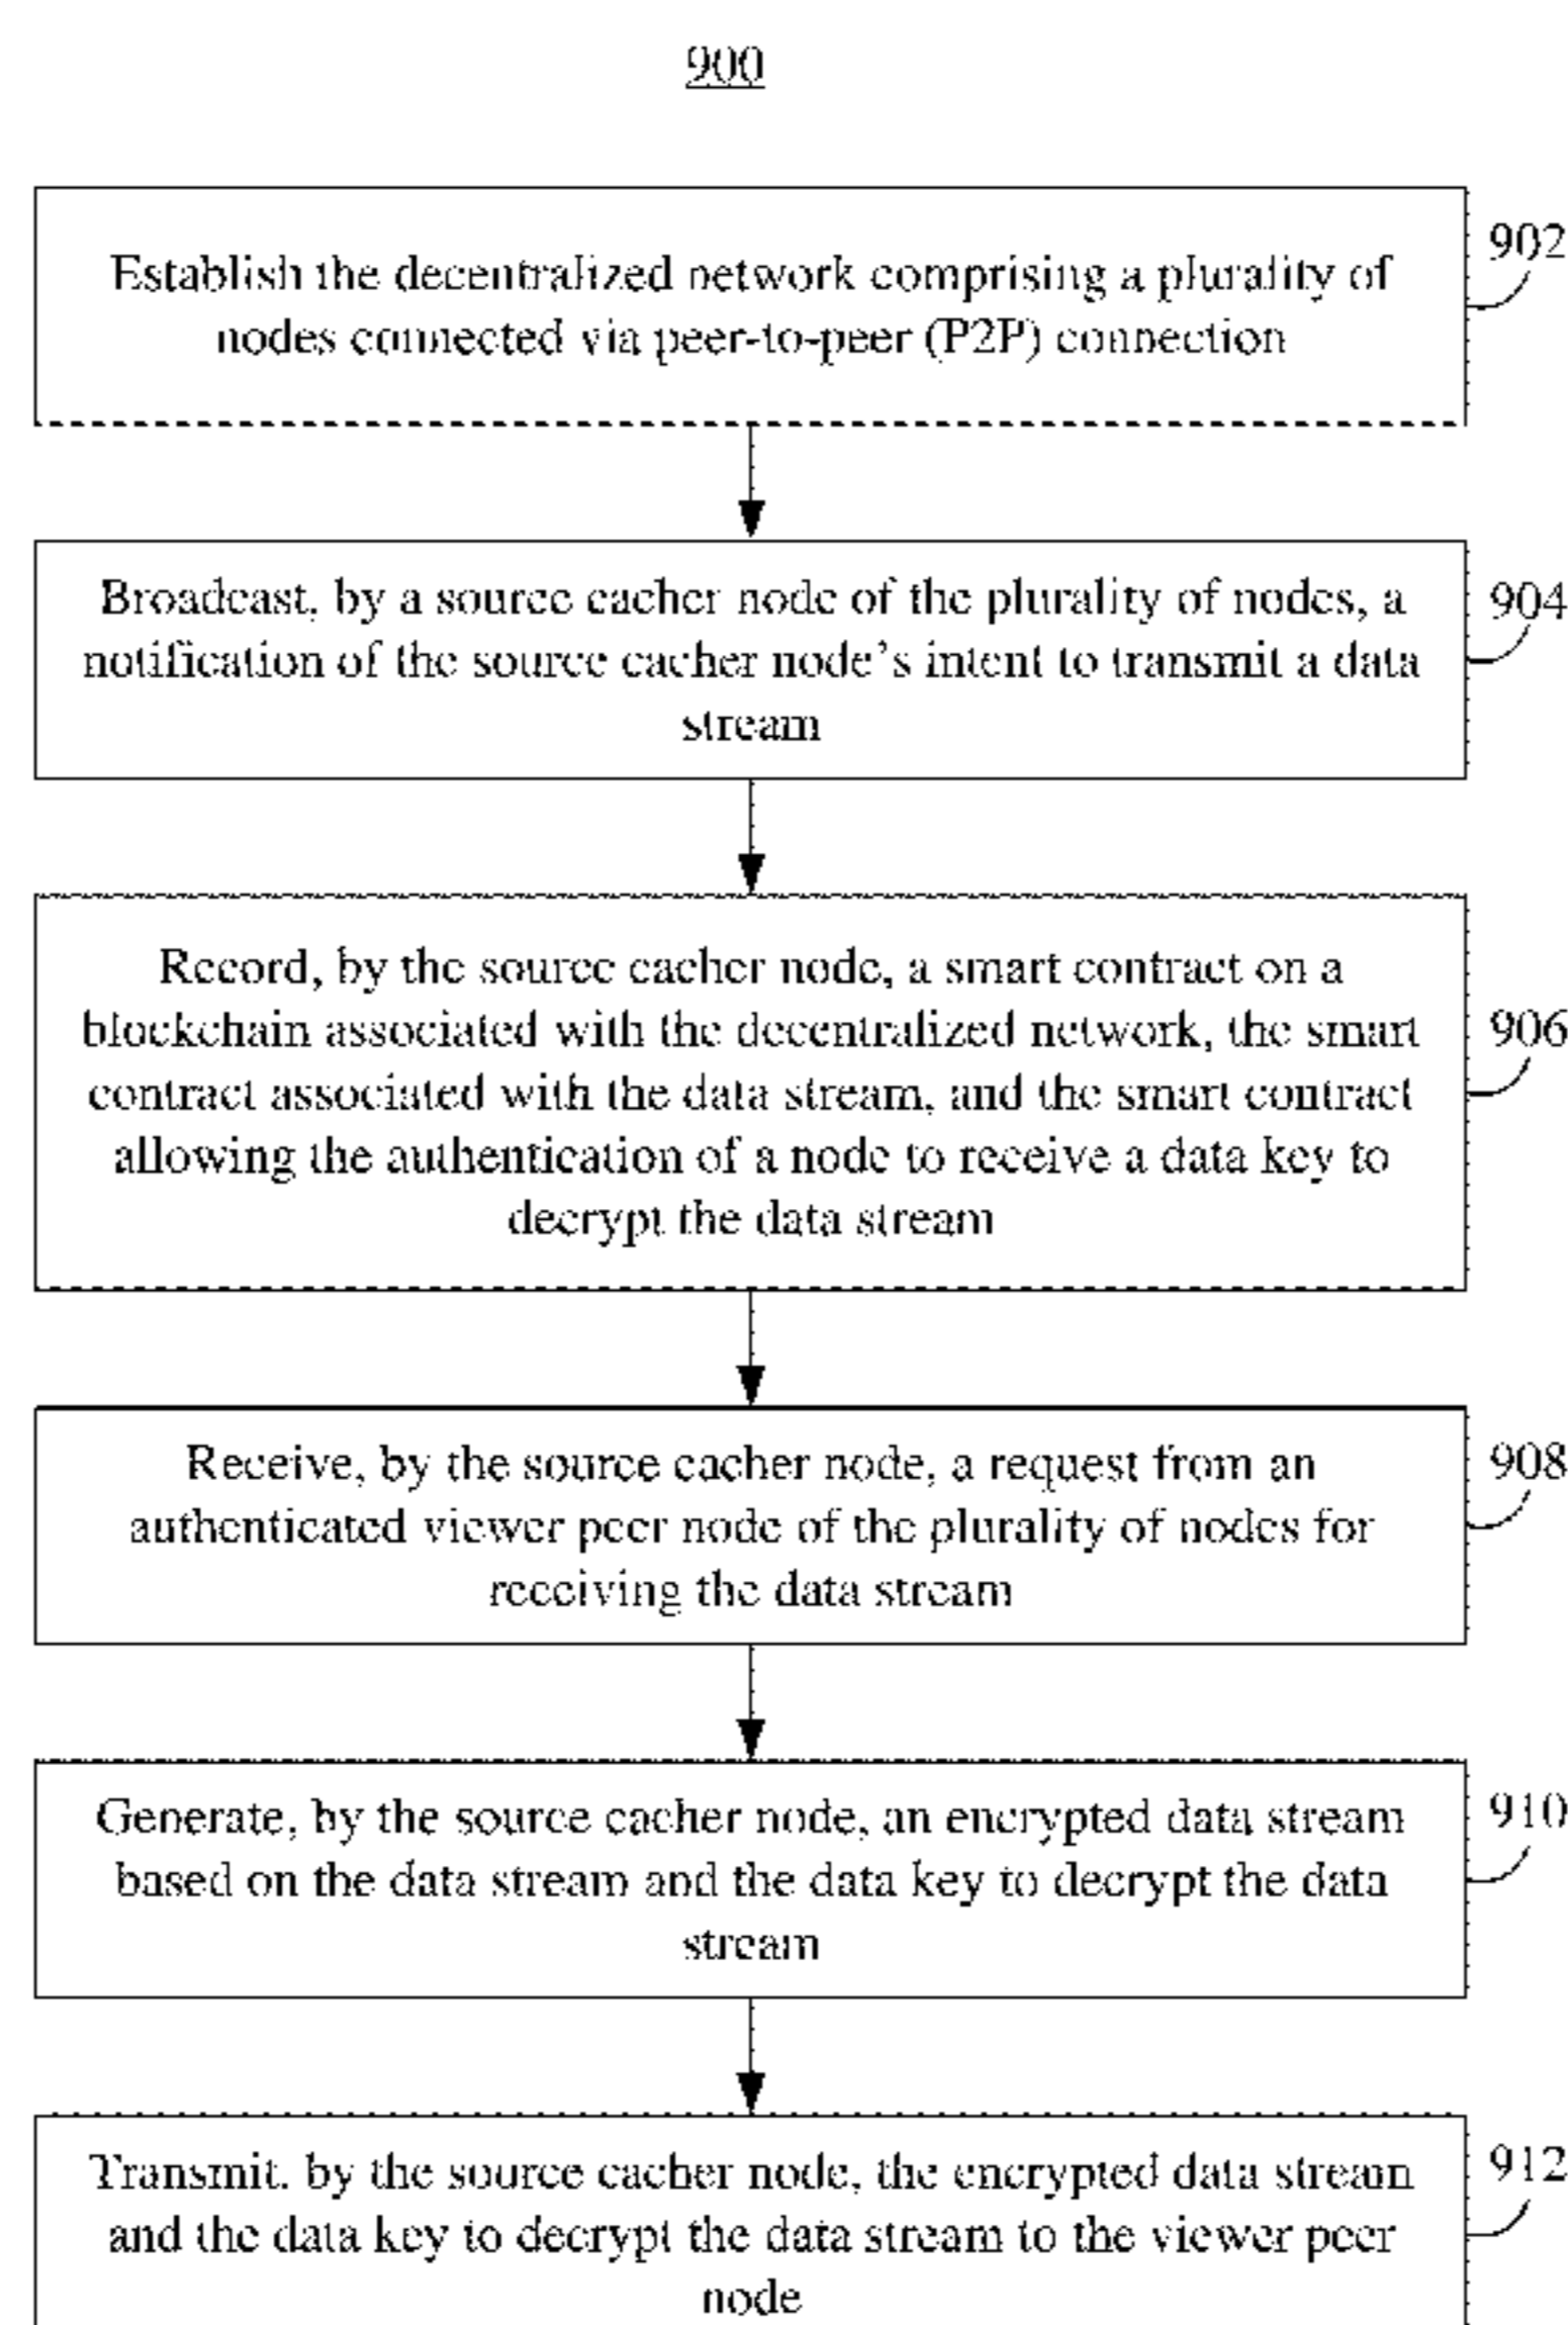 900
Establish the decentralized network comprising a plurality of
nodes connected via peer-to-peer (P2P) connection
902
Broadcast, by a source cacher node of the plurality of nodes, a
notification of the source cacher node's intent to transmit a data
stream
904
Record, by the source cacher node, a smart contract on a
blockchain associated with the decentralized network, the smart
contract associated with the data stream, and the smart contract
allowing the authentication of a node to receive a data key to
decrypt the data stream
906
Receive, by the source cacher node, a request from an
authenticated viewer peer node of the plurality of nodes for
receiving the data stream
908
Generate, by the source cacher node, an encrypted data stream
based on the data stream and the data key to decrypt the data
stream
910
Transmit, by the source cacher node, the encrypted data stream
and the data key to decrypt the data stream to the viewer peer
node
912